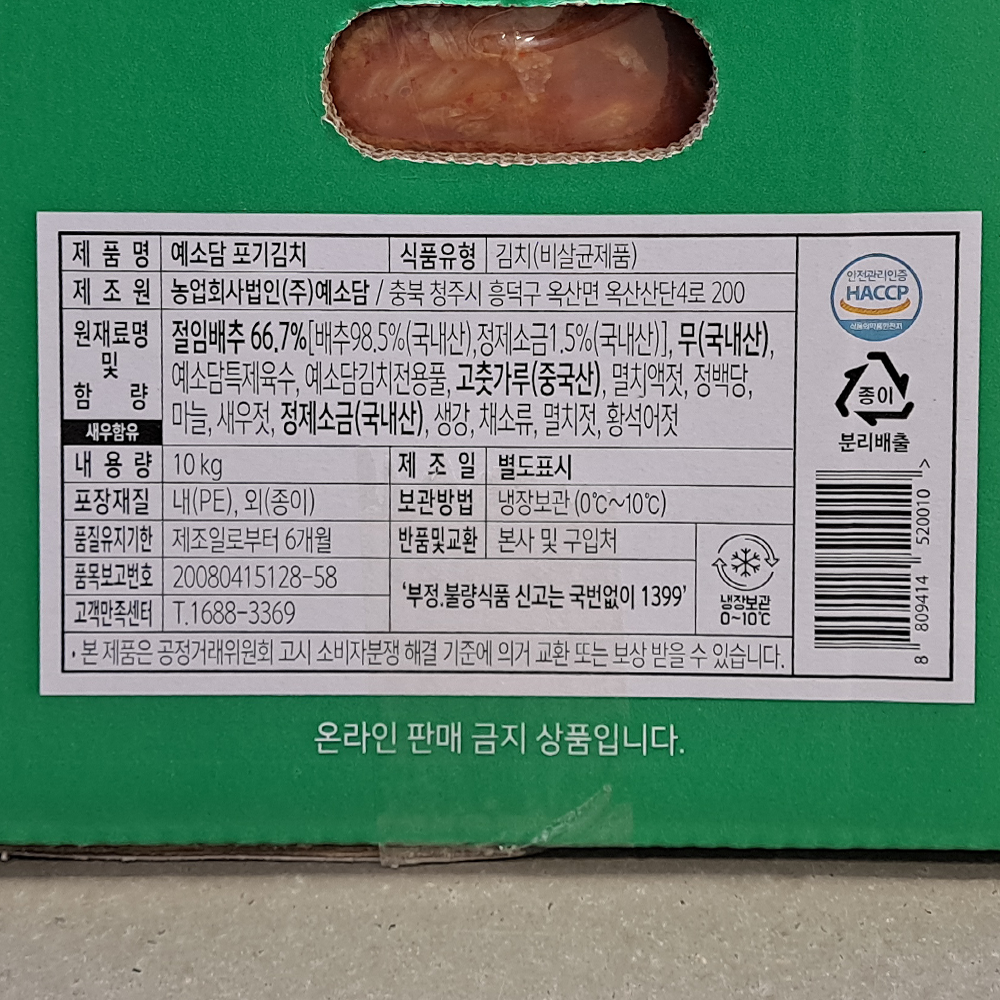 제 품 명 예소담 포기김치 식품유형 김치(비살균제품)
제 조 원 농업회사법인(주)예소담 / 충북 청주시 흥덕구 옥산면 옥산산단4로 200
원재료명 및 함 량
새우함유
절임배추 66.7%[배추98.5%(국내산),정제소금1.5%(국내산)], 무(국내산),
예소담특제육수, 예소담김치전용풀, 고춧가루(중국산), 멸치액젓, 정백당,
마늘, 새우젓, 정제소금(국내산), 생강, 채소류, 멸치젓, 황석어젓
내 용 량 10 kg 제 조 일 별도표시
포장재질 내(PE), 외(종이) 보관방법 냉장보관 (0℃~10℃)
품질유지기한 제조일로부터 6개월 반품및교환 본사 및 구입처
품목보고번호 20080415128-58
고객만족센터 T.1688-3369
‘부정.불량식품 신고는 국번없이 1399’
냉장보관
0~10℃
• 본 제품은 공정거래위원회 고시 소비자분쟁 해결 기준에 의거 교환 또는 보상 받을 수 있습니다.
안전관리인증
HACCP
식품의약품안전처
종이
분리배출
8 809414 520010 >
온라인 판매 금지 상품입니다.